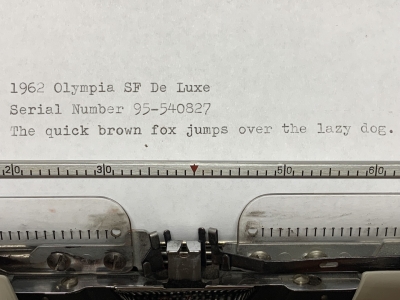 1962 Olympia SF De Luxe
Serial Number 95-540827
The quick brown fox jumps over the lazy dog.
20 30 50 60